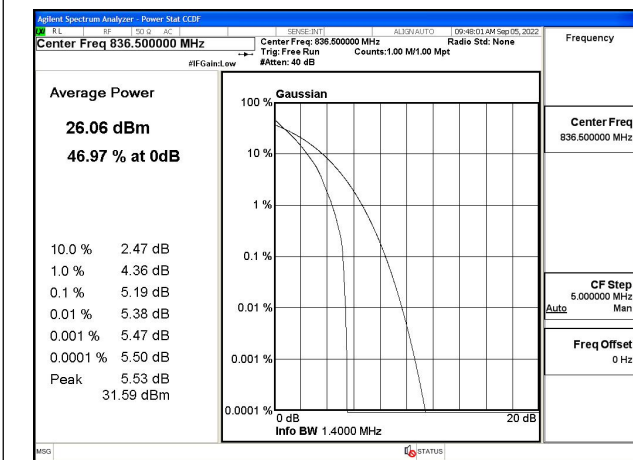 Agilent Spectrum Analyzer - Power Stat CCDF
LXI RL RF 50 Ω AC SENSE:INT ALIGN AUTO 09:48:01 AM Sep 05, 2022
Center Freq 836.500000 MHz
Center Freq: 836.500000 MHz Radio Std: None
Trig: Free Run Counts:1.00 M/1.00 Mpt
#IFGain:Low #Atten: 40 dB
Frequency
Average Power
26.06 dBm
46.97 % at 0dB
10.0 % 2.47 dB
1.0 % 4.36 dB
0.1 % 5.19 dB
0.01 % 5.38 dB
0.001 % 5.47 dB
0.0001 % 5.50 dB
Peak 5.53 dB
31.59 dBm
Gaussian
100 %
10 %
1 %
0.1 %
0.01 %
0.001 %
0.0001 %
0 dB 20 dB
Info BW 1.4000 MHz
Center Freq
836.500000 MHz
CF Step
5.000000 MHz
Auto Man
Freq Offset
0 Hz
MSG STATUS